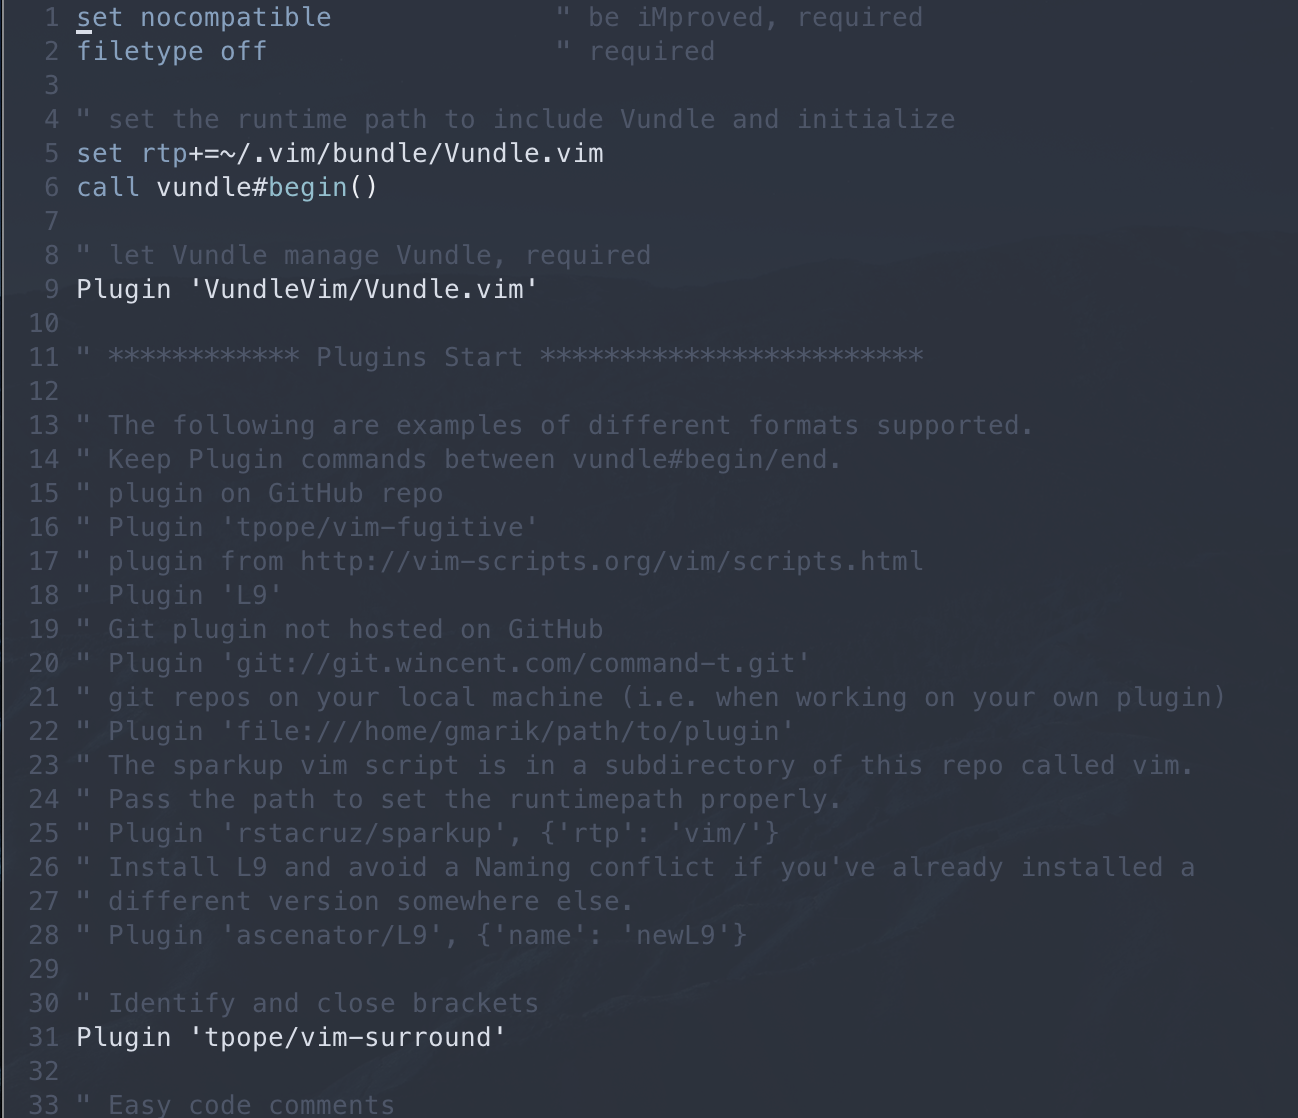 1 set nocompatible              " be iMproved, required
2 filetype off                  " required
3
4 " set the runtime path to include Vundle and initialize
5 set rtp+=~/.vim/bundle/Vundle.vim
6 call vundle#begin()
7
8 " let Vundle manage Vundle, required
9 Plugin 'VundleVim/Vundle.vim'
10
11 " ************ Plugins Start ************************
12
13 " The following are examples of different formats supported.
14 " Keep Plugin commands between vundle#begin/end.
15 " plugin on GitHub repo
16 " Plugin 'tpope/vim-fugitive'
17 " plugin from http://vim-scripts.org/vim/scripts.html
18 " Plugin 'L9'
19 " Git plugin not hosted on GitHub
20 " Plugin 'git://git.wincent.com/command-t.git'
21 " git repos on your local machine (i.e. when working on your own plugin)
22 " Plugin 'file:///home/gmarik/path/to/plugin'
23 " The sparkup vim script is in a subdirectory of this repo called vim.
24 " Pass the path to set the runtimepath properly.
25 " Plugin 'rstacruz/sparkup', {'rtp': 'vim/'}
26 " Install L9 and avoid a Naming conflict if you've already installed a
27 " different version somewhere else.
28 " Plugin 'ascenator/L9', {'name': 'newL9'}
29
30 " Identify and close brackets
31 Plugin 'tpope/vim-surround'
32
33 " Easy code comments